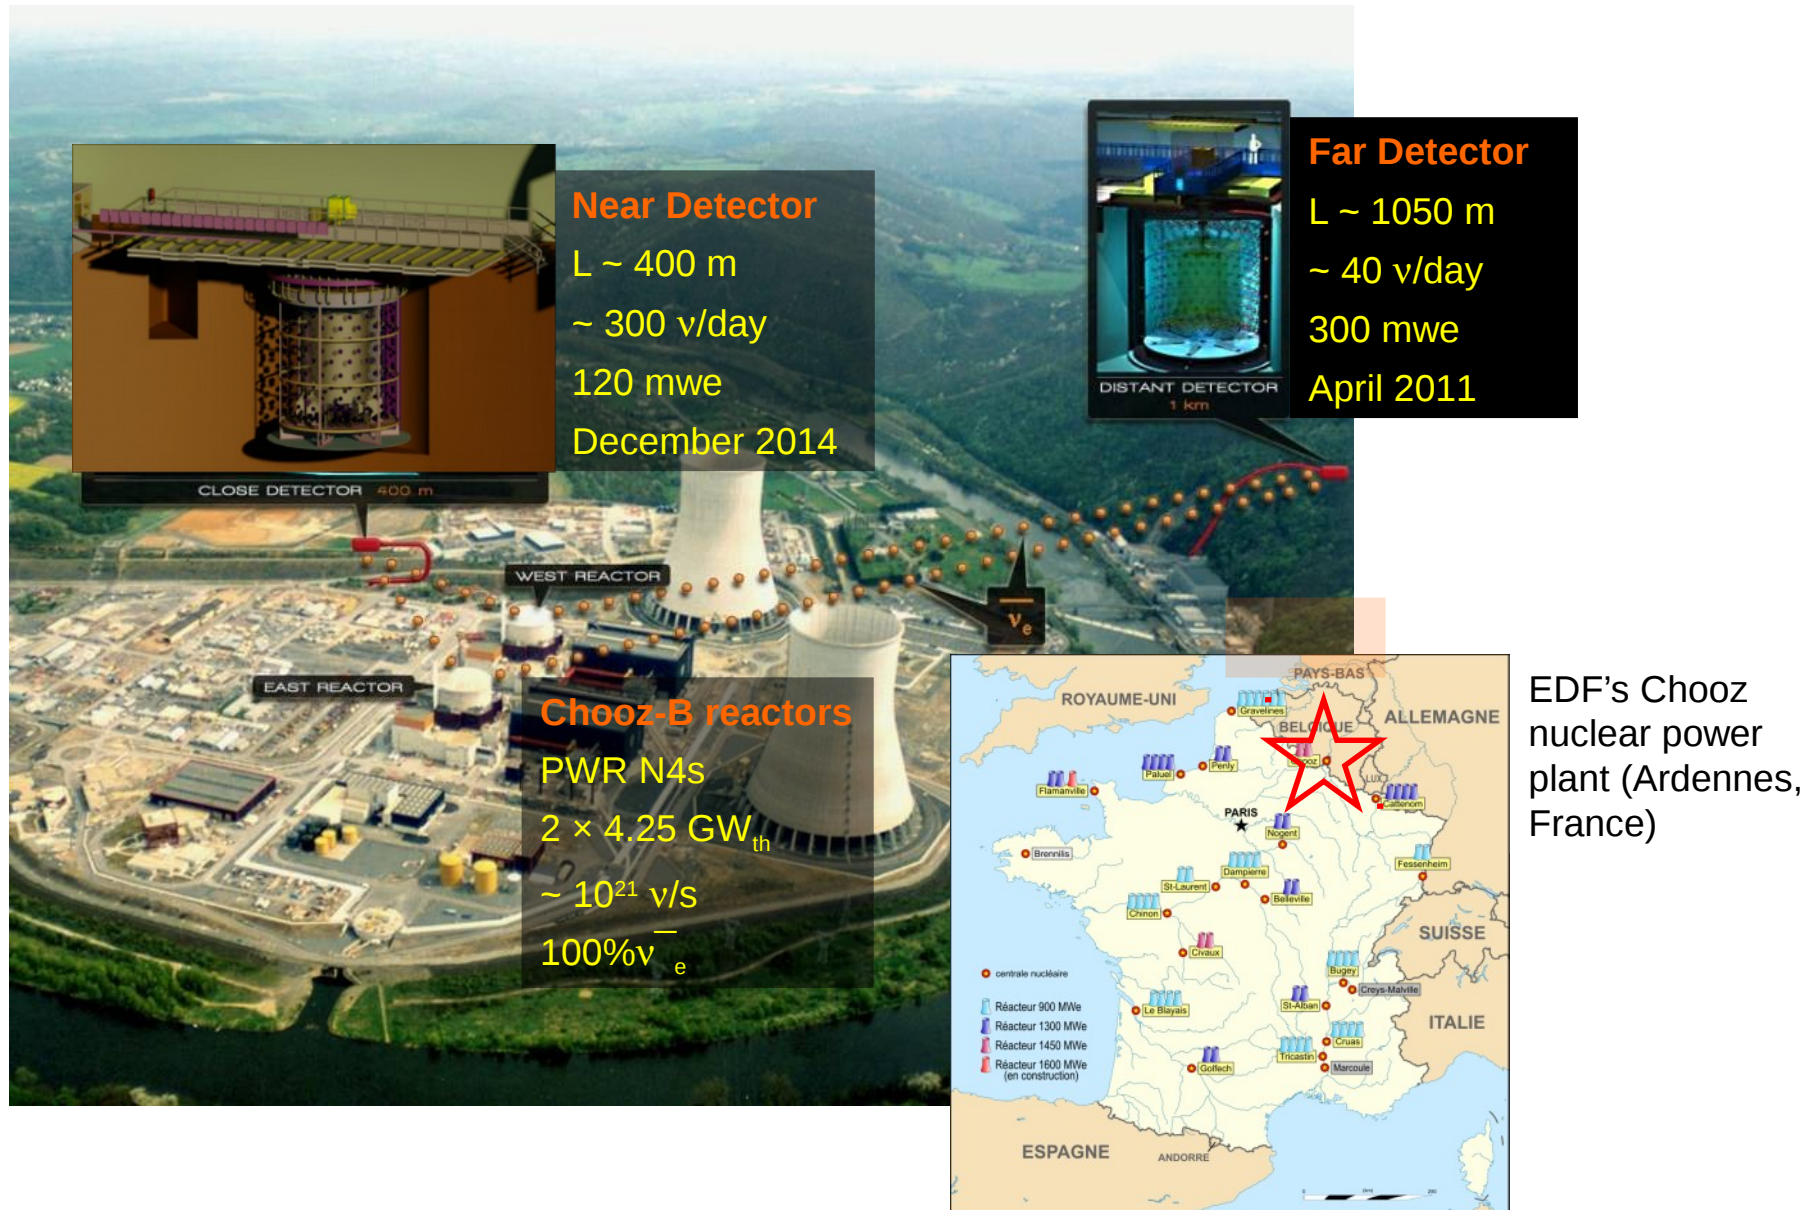 Near Detector
L ~ 400 m
~ 300 ν/day
120 mwe
December 2014
CLOSE DETECTOR 400 m
Far Detector
L ~ 1050 m
~ 40 ν/day
300 mwe
April 2011
DISTANT DETECTOR
1 km
WEST REACTOR
EAST REACTOR
ν̅e
Chooz-B reactors
PWR N4s
2 × 4.25 GWth
~ 10²¹ ν/s
100%ν̅e
EDF’s Chooz
nuclear power
plant (Ardennes,
France)
PAYS-BAS
ROYAUME-UNI
Gravelines
BELGIQUE
ALLEMAGNE
Chooz
Penly
Paluel
LUX.
Flamanville
Cattenom
PARIS
Nogent
Brennilis
Fessenheim
Dampierre
St-Laurent
Belleville
Chinon
SUISSE
Civaux
Bugey
centrale nucléaire
Creys-Malville
Réacteur 900 MWe
St-Alban
Le Blayais
Réacteur 1300 MWe
ITALIE
Cruas
Réacteur 1450 MWe
Tricastin
Réacteur 1600 MWe
(en construction)
Golfech
Marcoule
ESPAGNE
ANDORRE